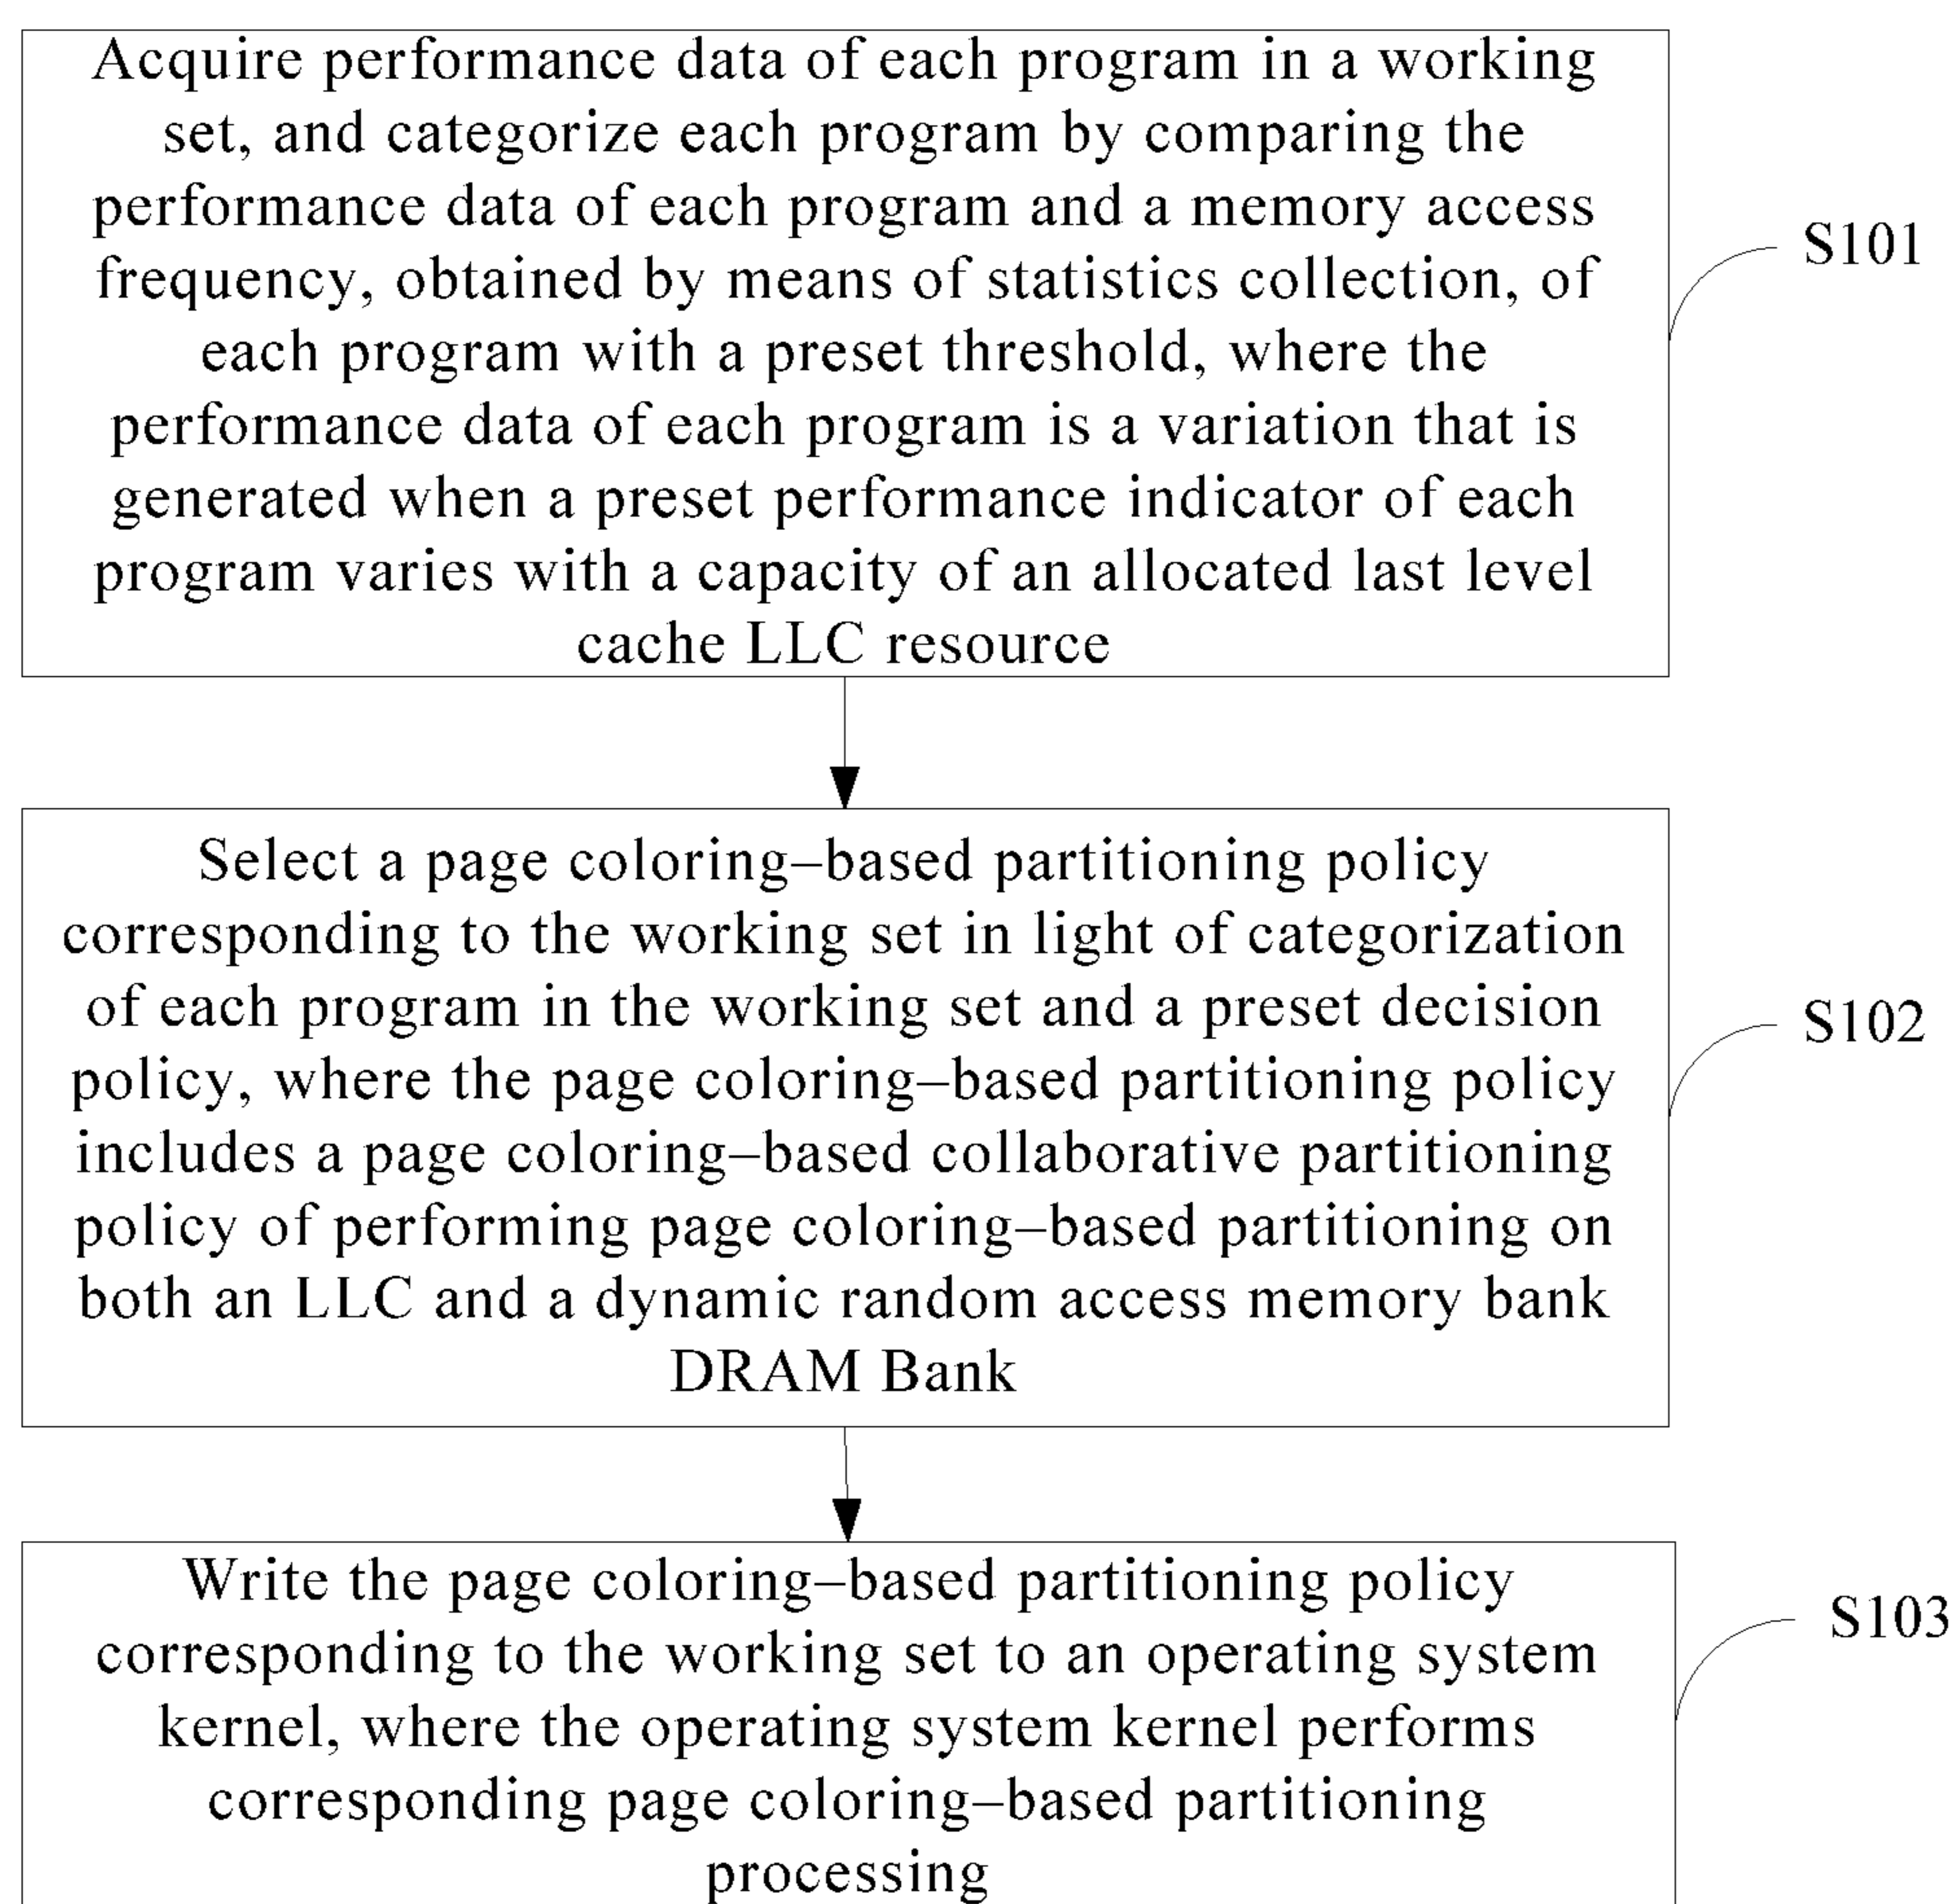 Acquire performance data of each program in a working
set, and categorize each program by comparing the
performance data of each program and a memory access
frequency, obtained by means of statistics collection, of
each program with a preset threshold, where the
performance data of each program is a variation that is
generated when a preset performance indicator of each
program varies with a capacity of an allocated last level
cache LLC resource
S101
Select a page coloring–based partitioning policy
corresponding to the working set in light of categorization
of each program in the working set and a preset decision
policy, where the page coloring–based partitioning policy
includes a page coloring–based collaborative partitioning
policy of performing page coloring–based partitioning on
both an LLC and a dynamic random access memory bank
DRAM Bank
S102
Write the page coloring–based partitioning policy
corresponding to the working set to an operating system
kernel, where the operating system kernel performs
corresponding page coloring–based partitioning
processing
S103